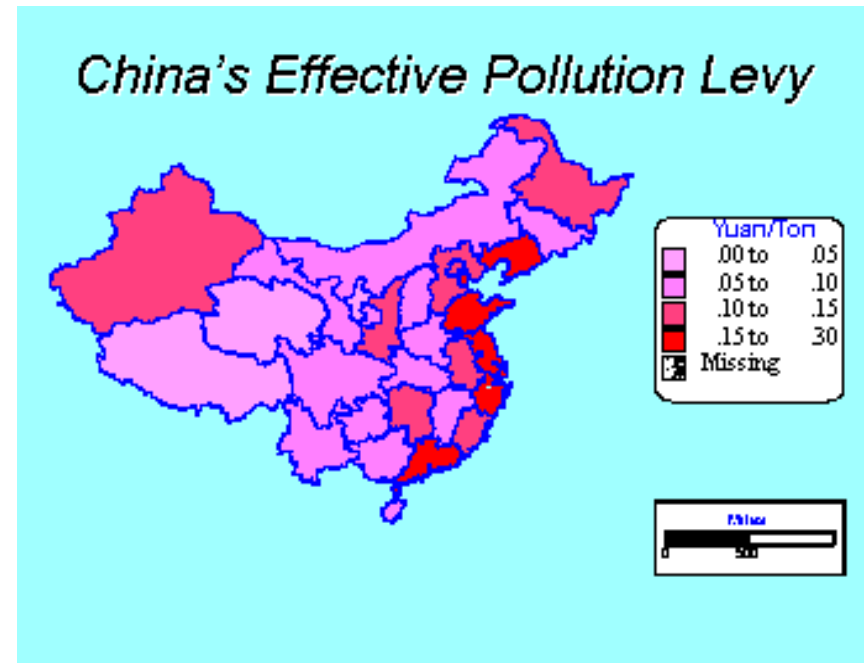 China's Effective Pollution Levy
Yuan/Ton
.00 to .05
.05 to .10
.10 to .15
.15 to .30
Missing
Miles
0 500